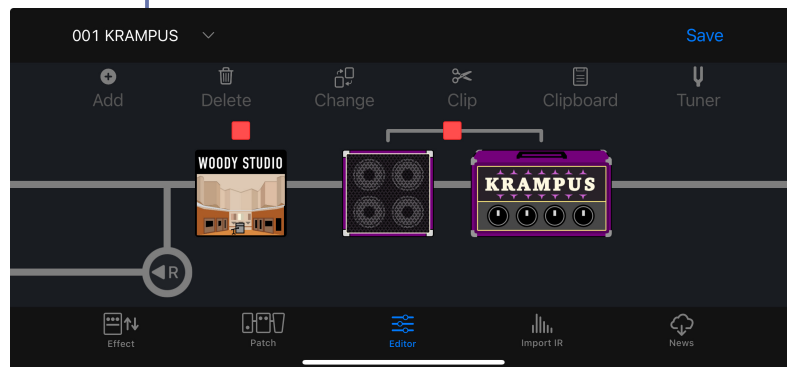 001 KRAMPUS
Save
Add
Delete
Change
Clip
Clipboard
Tuner
WOODY STUDIO
KRAMPUS
R
Effect
Patch
Editor
Import IR
News